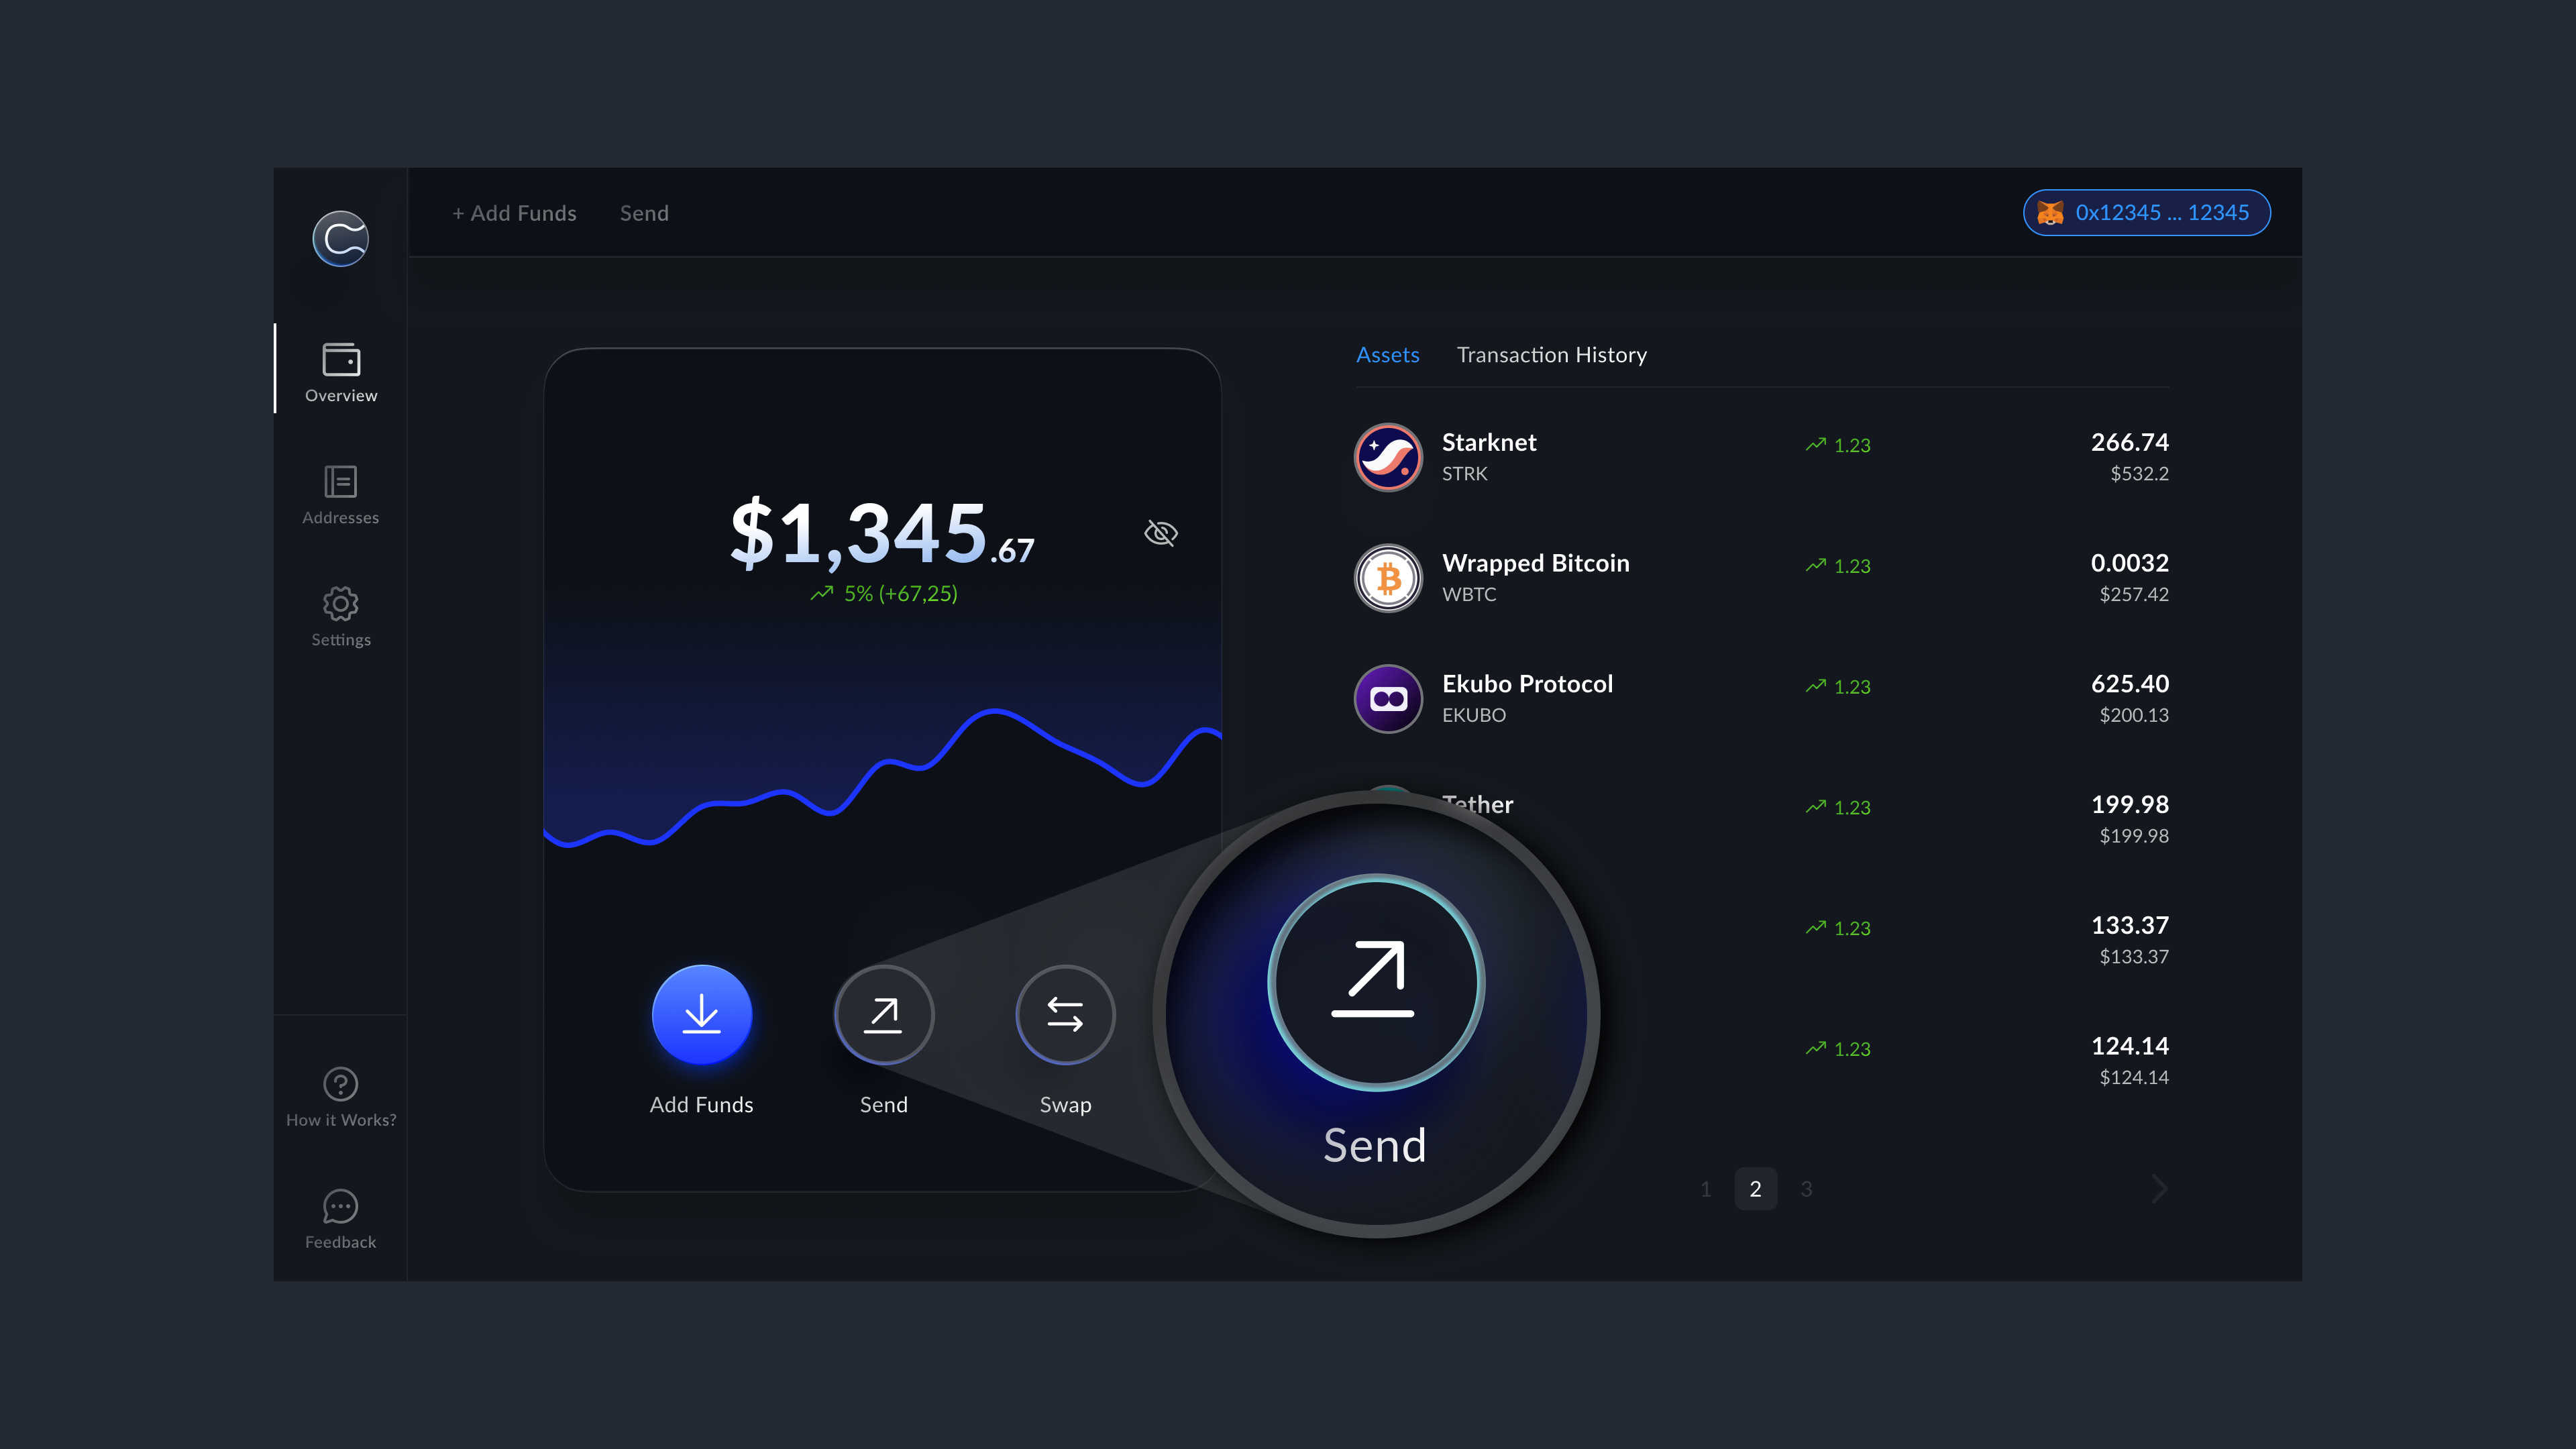 + Add Funds Send
0x12345 ... 12345
Overview
Addresses
Settings
How it Works?
Feedback
$1,345.67
5% (+67,25)
Add Funds
Send
Swap
Send
Assets Transaction History
Starknet 1.23 266.74
STRK $532.2
Wrapped Bitcoin 1.23 0.0032
WBTC $257.42
Ekubo Protocol 1.23 625.40
EKUBO $200.13
Tether 1.23 199.98
$199.98
1.23 133.37
$133.37
1.23 124.14
$124.14
1 2 3